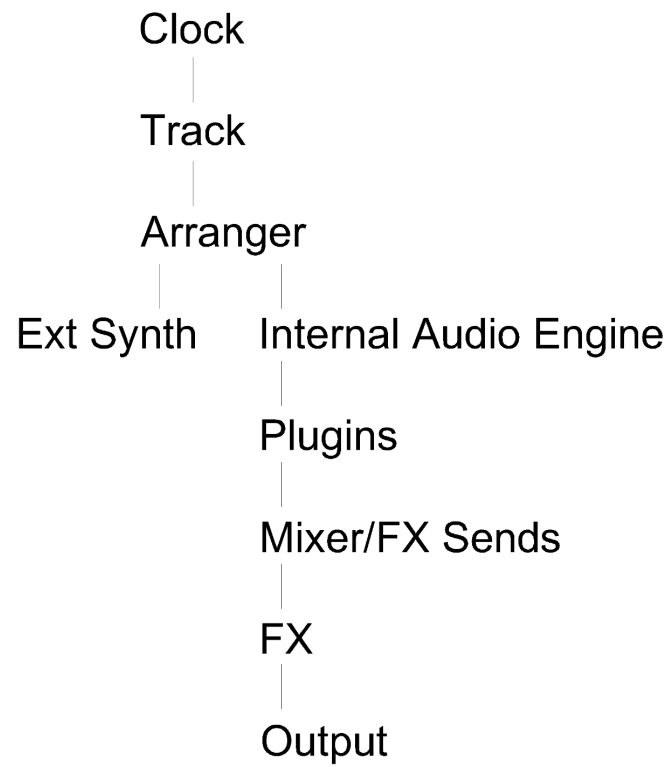 Clock
Track
Arranger
Ext Synth
Internal Audio Engine
Plugins
Mixer/FX Sends
FX
Output